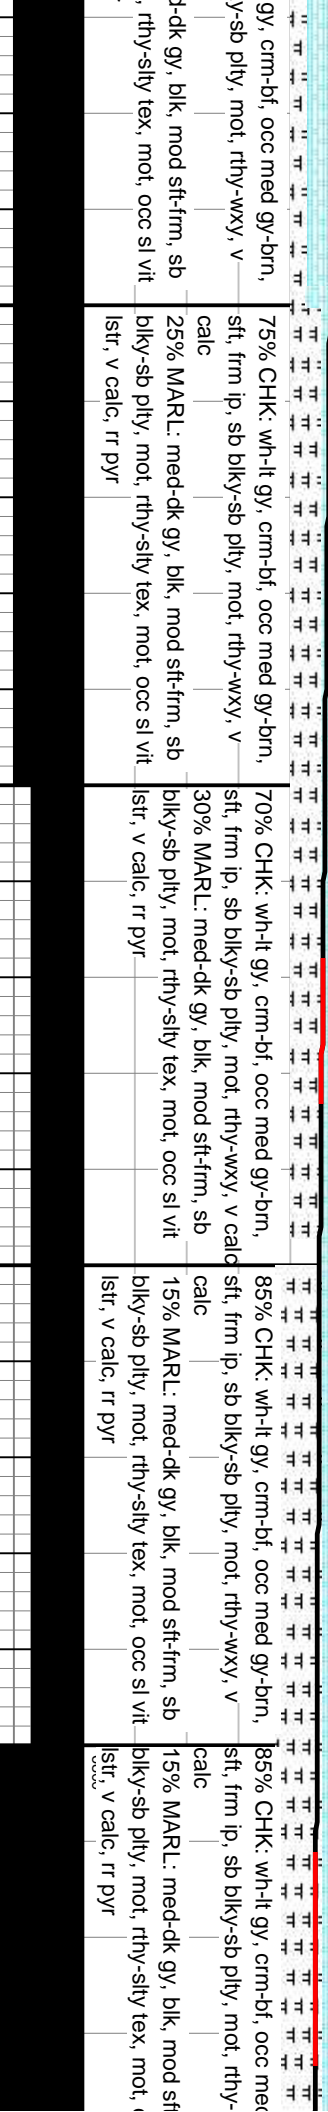 gy, crm-bf, occ med gy-brn,
y-sb plty, mot, rthy-wxy, v
d-dk gy, blk, mod sft-frm, sb
, rthy-slty tex, mot, occ sl vit
75% CHK: wh-lt gy, crm-bf, occ med gy-brn,
sft, frm ip, sb blky-sb plty, mot, rthy-wxy, v
calc
25% MARL: med-dk gy, blk, mod sft-frm, sb
blky-sb plty, mot, rthy-slty tex, mot, occ sl vit
lstr, v calc, rr pyr
70% CHK: wh-lt gy, crm-bf, occ med gy-brn,
sft, frm ip, sb blky-sb plty, mot, rthy-wxy, v calc
30% MARL: med-dk gy, blk, mod sft-frm, sb
blky-sb plty, mot, rthy-slty tex, mot, occ sl vit
lstr, v calc, rr pyr
85% CHK: wh-lt gy, crm-bf, occ med gy-brn,
sft, frm ip, sb blky-sb plty, mot, rthy-wxy, v
calc
15% MARL: med-dk gy, blk, mod sft-frm, sb
blky-sb plty, mot, rthy-slty tex, mot, occ sl vit
lstr, v calc, rr pyr
85% CHK: wh-lt gy, crm-bf, occ med
sft, frm ip, sb blky-sb plty, mot, rthy-
calc
15% MARL: med-dk gy, blk, mod sft
blky-sb plty, mot, rthy-slty tex, mot,
lstr, v calc, rr pyr